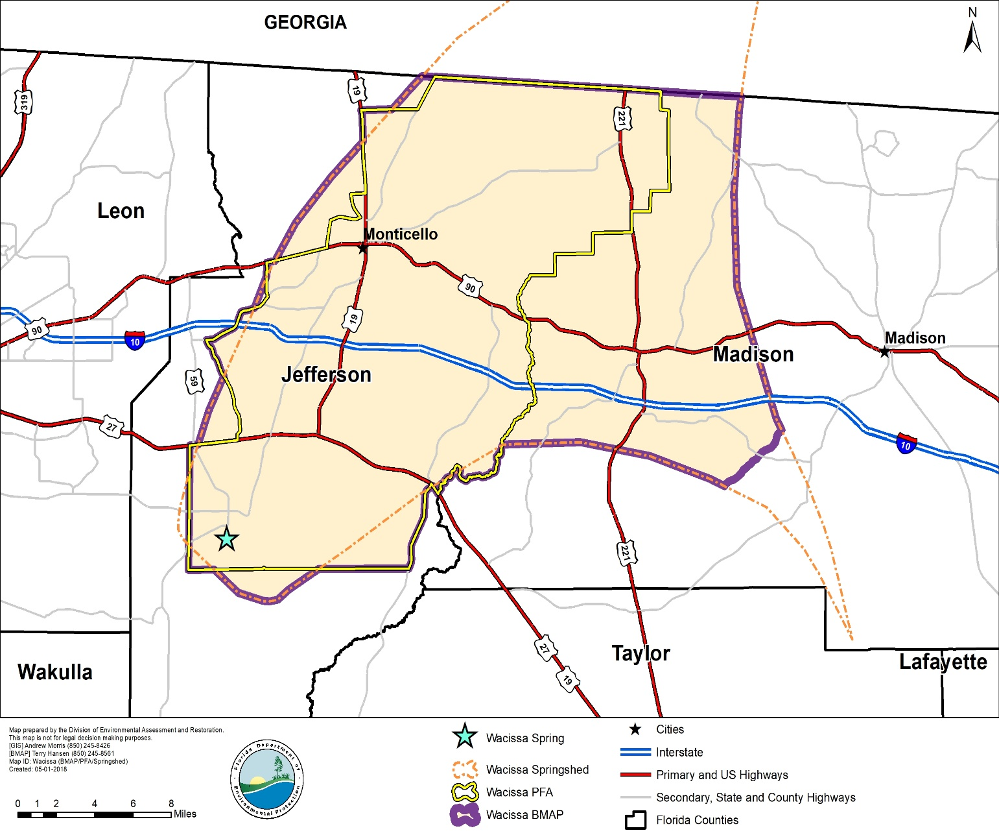 GEORGIA
N
19
319
221
Leon
Monticello
90
19
90
10
Madison
Madison
Jefferson
59
27
10
221
27
19
Taylor
Wakulla
Lafayette
Map prepared by the Division of Environmental Assessment and Restoration.
This map is not for legal decision making purposes.
[GIS] Andrew Morris (850) 245-8426
[BMAP] Terry Hansen (850) 245-8561
Map ID: Wacissa (BMAP/PFA/Springshed)
Created: 05-01-2018
0 1 2 4 6 8
Miles
Florida Department of
Environmental Protection
Wacissa Spring
Wacissa Springshed
Wacissa PFA
Wacissa BMAP
Cities
Interstate
Primary and US Highways
Secondary, State and County Highways
Florida Counties